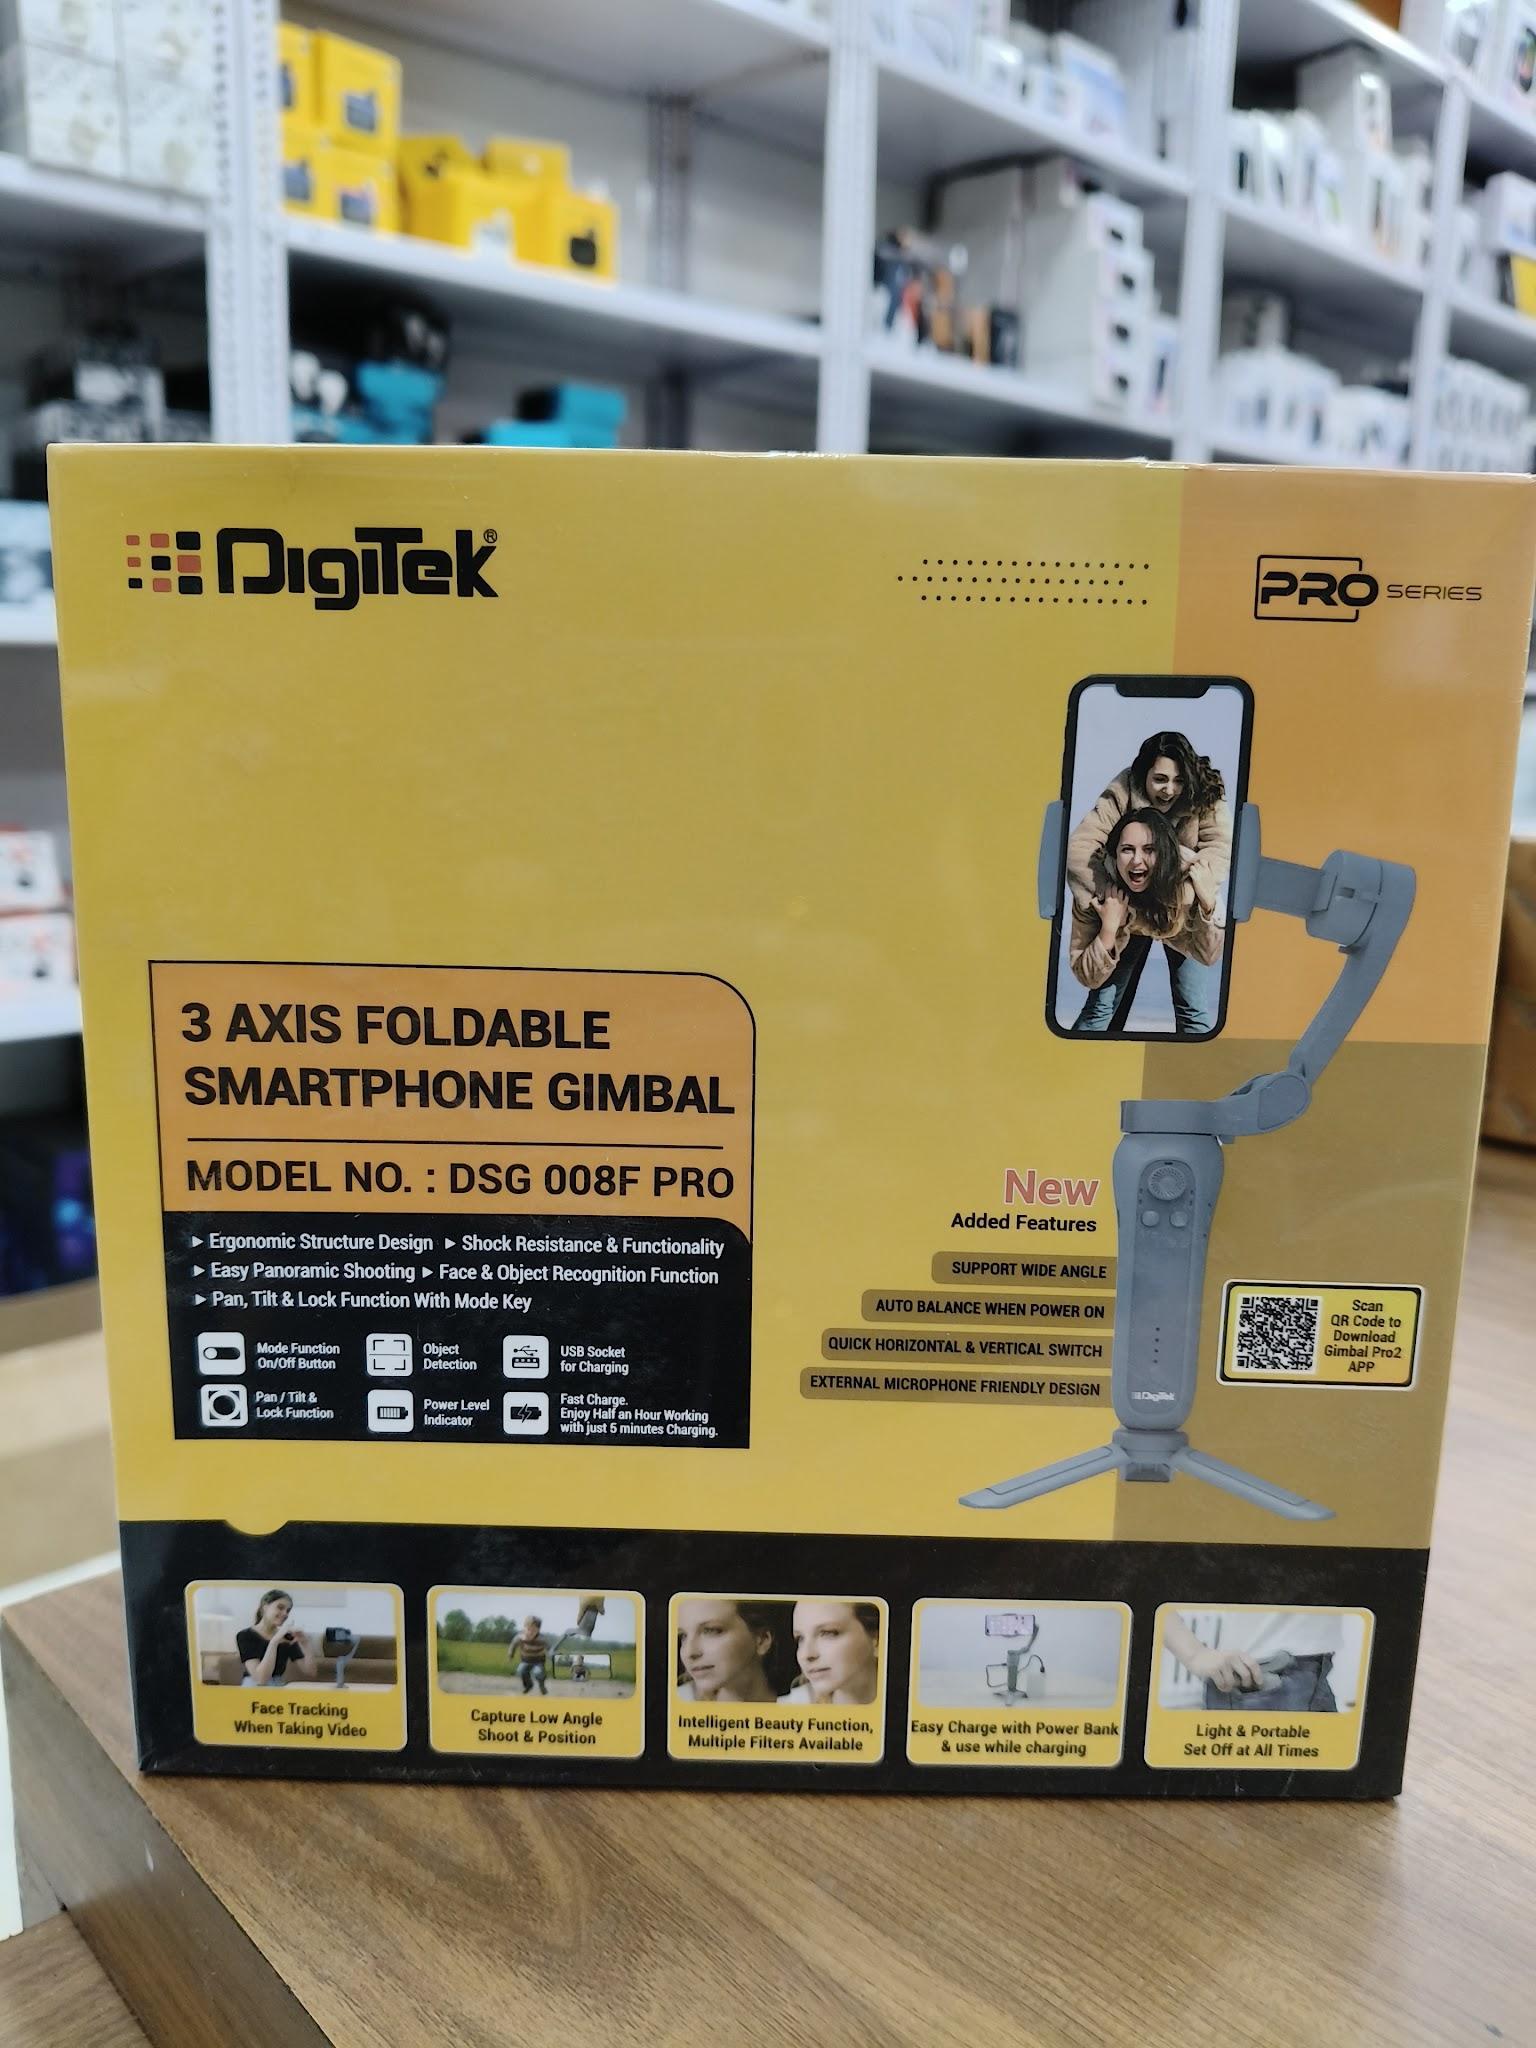 DigiTek®
PRO SERIES
3 AXIS FOLDABLE
SMARTPHONE GIMBAL
MODEL NO. : DSG 008F PRO
▸ Ergonomic Structure Design ▸ Shock Resistance & Functionality
▸ Easy Panoramic Shooting ▸ Face & Object Recognition Function
▸ Pan, Tilt & Lock Function With Mode Key
Mode Function
On/Off Button
Object
Detection
USB Socket
for Charging
Pan / Tilt &
Lock Function
Power Level
Indicator
Fast Charge.
Enjoy Half an Hour Working
with just 5 minutes Charging.
New
Added Features
SUPPORT WIDE ANGLE
AUTO BALANCE WHEN POWER ON
QUICK HORIZONTAL & VERTICAL SWITCH
EXTERNAL MICROPHONE FRIENDLY DESIGN
DigiTek
Scan
QR Code to
Download
Gimbal Pro2
APP
Face Tracking
When Taking Video
Capture Low Angle
Shoot & Position
Intelligent Beauty Function,
Multiple Filters Available
Easy Charge with Power Bank
& use while charging
Light & Portable
Set Off at All Times